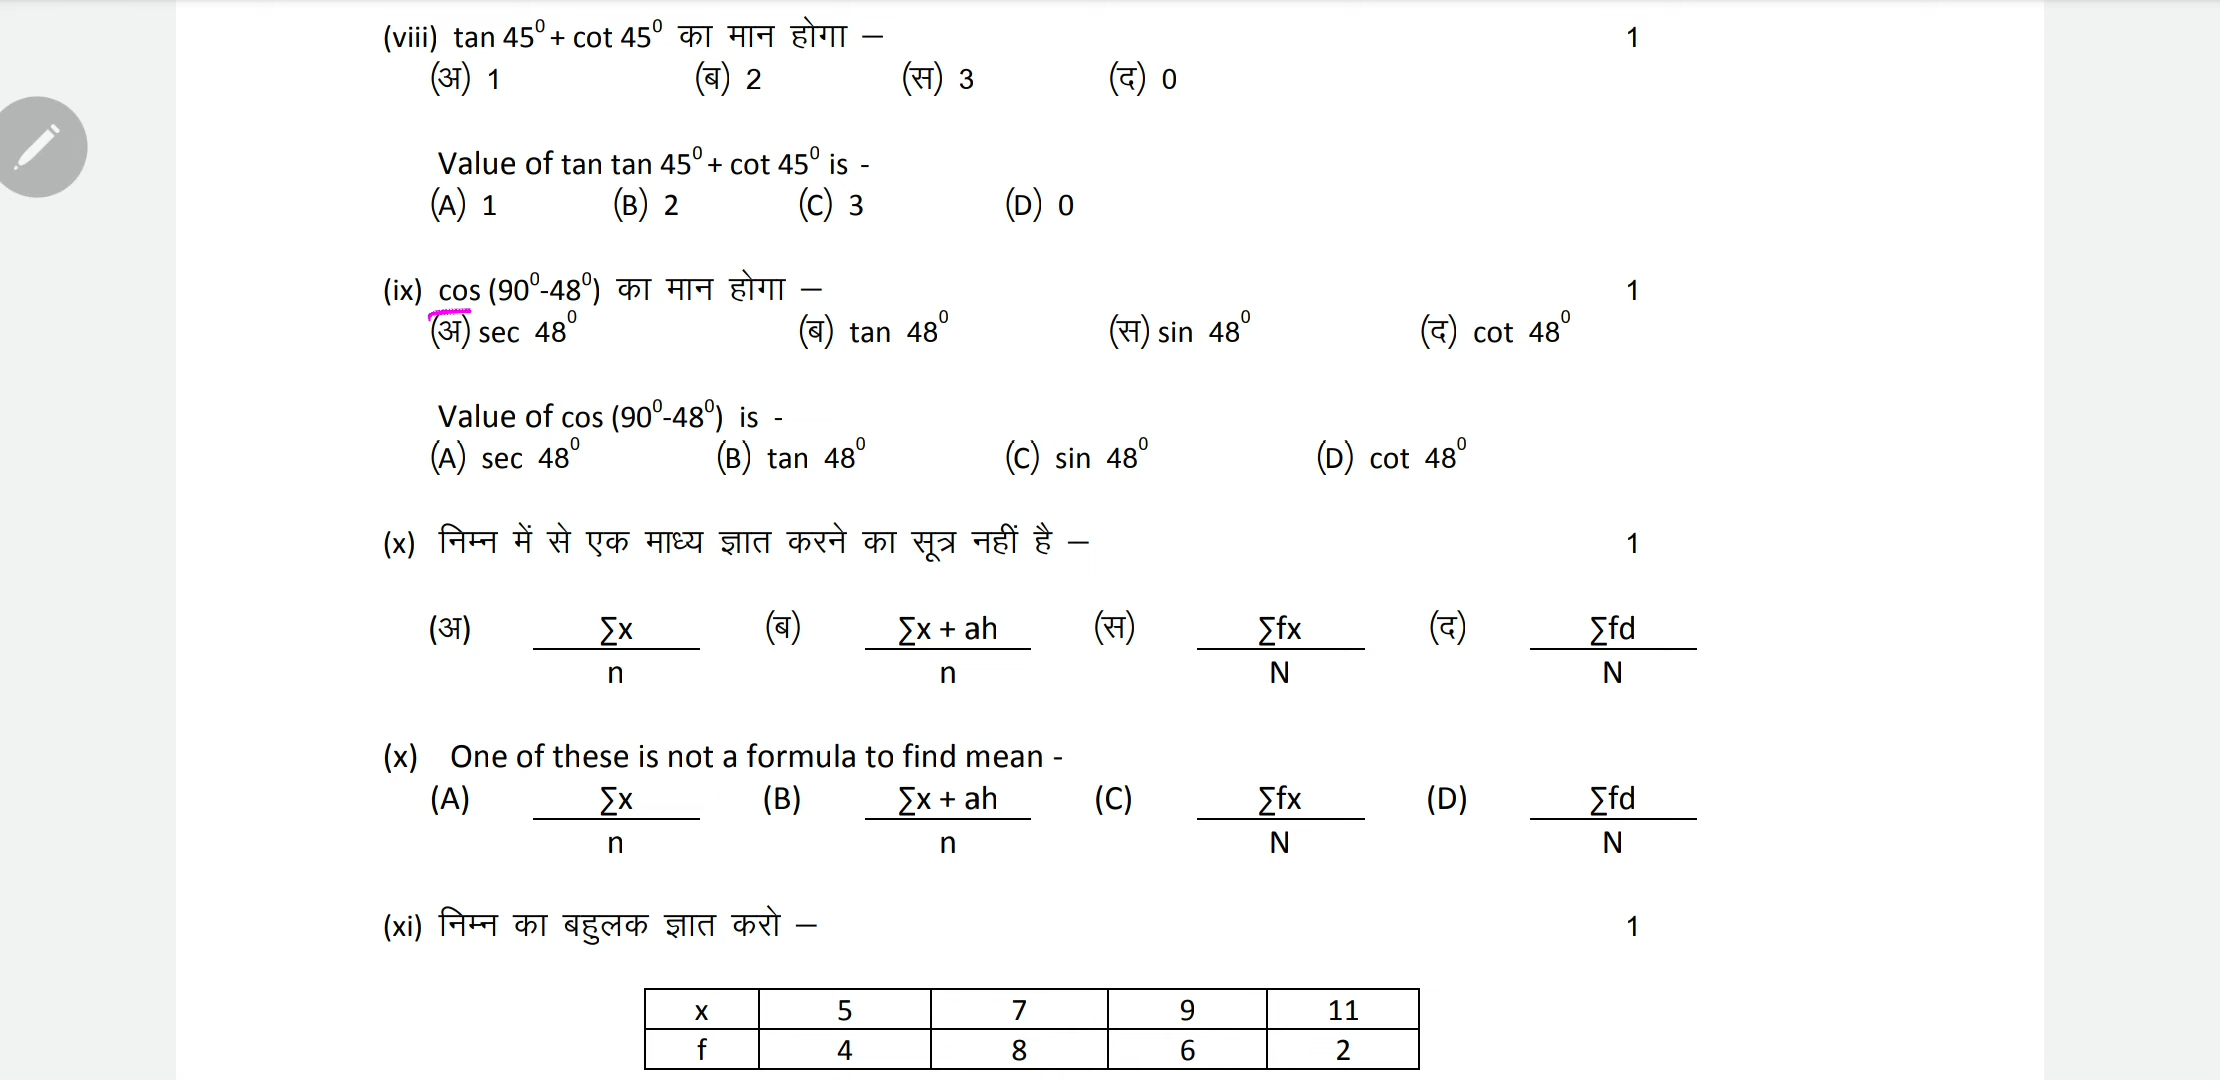 (viii) tan 45⁰ + cot 45⁰ का मान होगा – 1
(अ) 1 (ब) 2 (स) 3 (द) 0
Value of tan tan 45⁰ + cot 45⁰ is -
(A) 1 (B) 2 (C) 3 (D) 0
(ix) cos (90⁰-48⁰) का मान होगा – 1
(अ) sec 48⁰ (ब) tan 48⁰ (स) sin 48⁰ (द) cot 48⁰
Value of cos (90⁰-48⁰) is -
(A) sec 48⁰ (B) tan 48⁰ (C) sin 48⁰ (D) cot 48⁰
(x) निम्न में से एक माध्य ज्ञात करने का सूत्र नहीं है – 1
(अ) ∑x (ब) ∑x + ah (स) ∑fx (द) ∑fd
n n N N
(x) One of these is not a formula to find mean -
(A) ∑x (B) ∑x + ah (C) ∑fx (D) ∑fd
n n N N
(xi) निम्न का बहुलक ज्ञात करो – 1
x 5 7 9 11
f 4 8 6 2